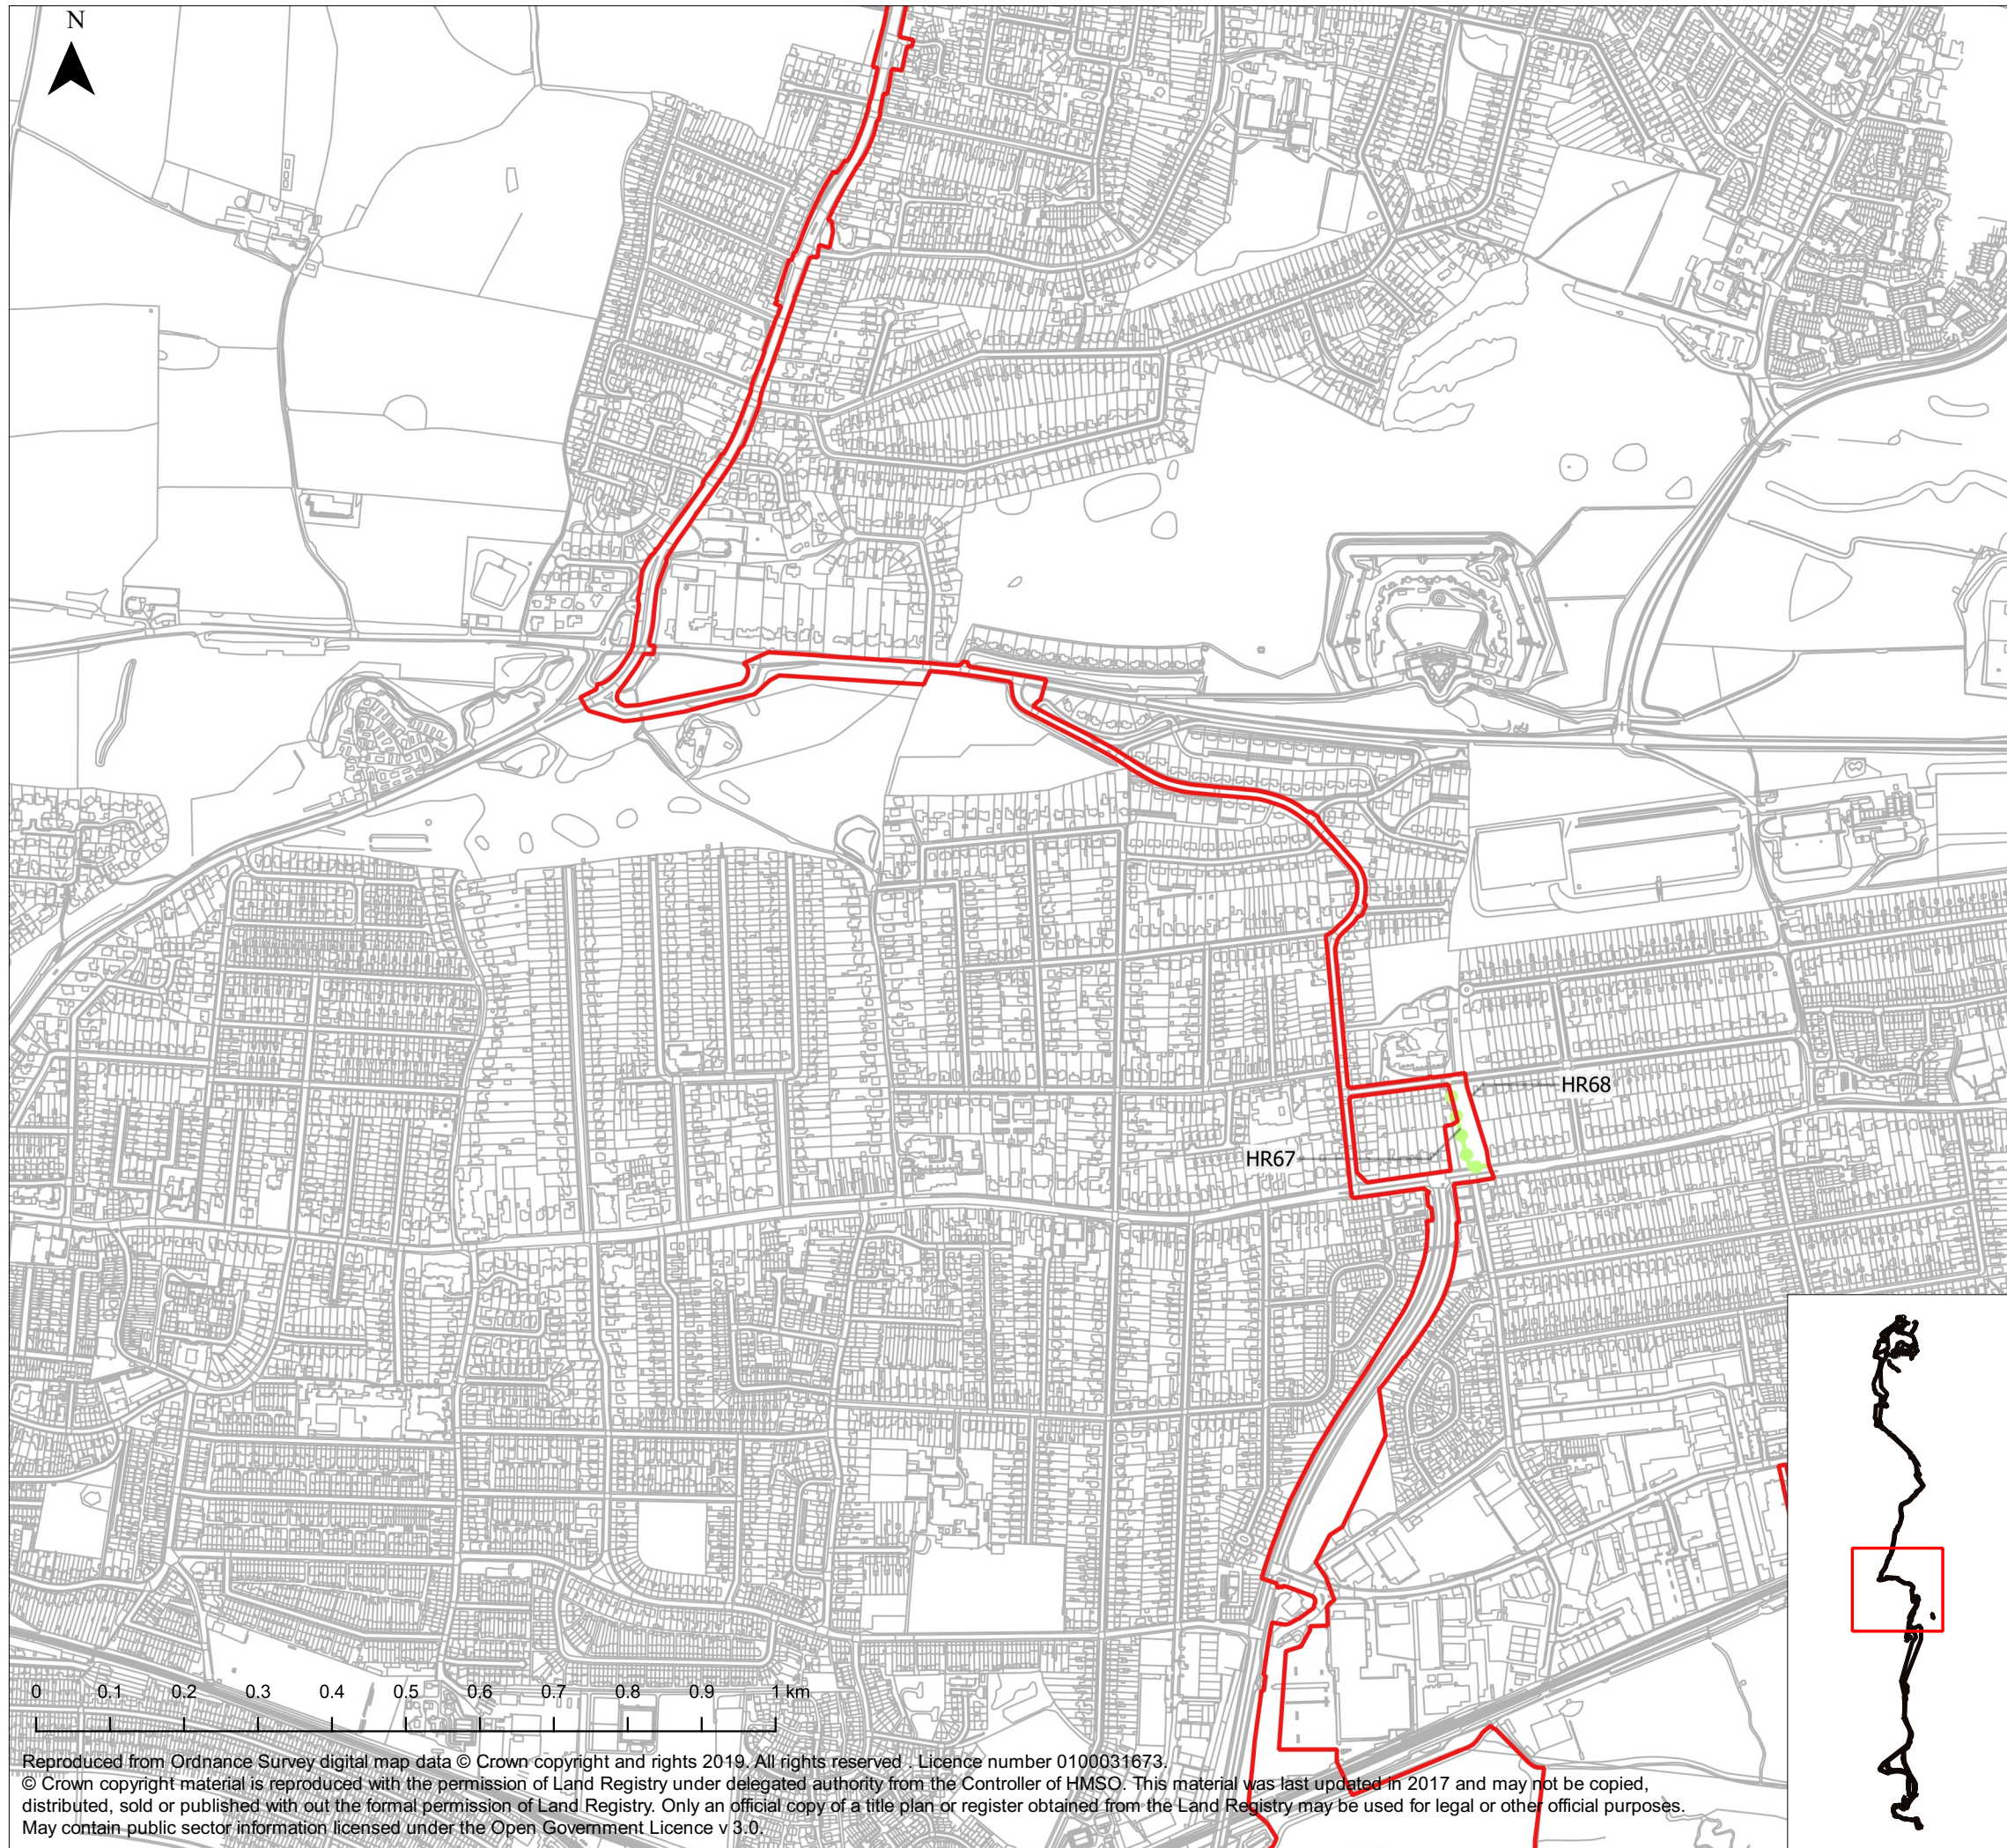 N
HR68
HR67
0 0.1 0.2 0.3 0.4 0.5 0.6 0.7 0.8 0.9 1 km
Reproduced from Ordnance Survey digital map data © Crown copyright and rights 2019. All rights reserved . Licence number 0100031673.
© Crown copyright material is reproduced with the permission of Land Registry under delegated authority from the Controller of HMSO. This material was last updated in 2017 and may not be copied,
distributed, sold or published with out the formal permission of Land Registry. Only an official copy of a title plan or register obtained from the Land Registry may be used for legal or other official purposes.
May contain public sector information licensed under the Open Government Licence v 3.0.